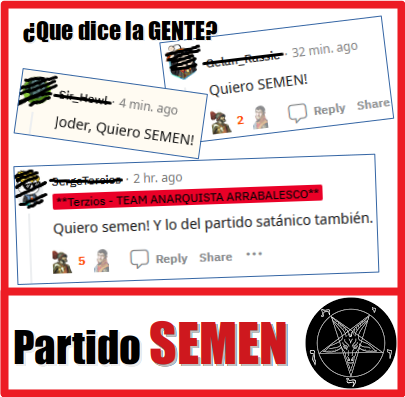 ¿Que dice la GENTE?
32 min. ago
Quiero SEMEN!
2
Reply
Share
Sir_Howl · 4 min. ago
Joder, Quiero SEMEN!
2 hr. ago
**Terzios - TEAM ANARQUISTA ARRABALESCO**
Quiero semen! Y lo del partido satánico también.
5
Reply
Share
...
Partido SEMEN